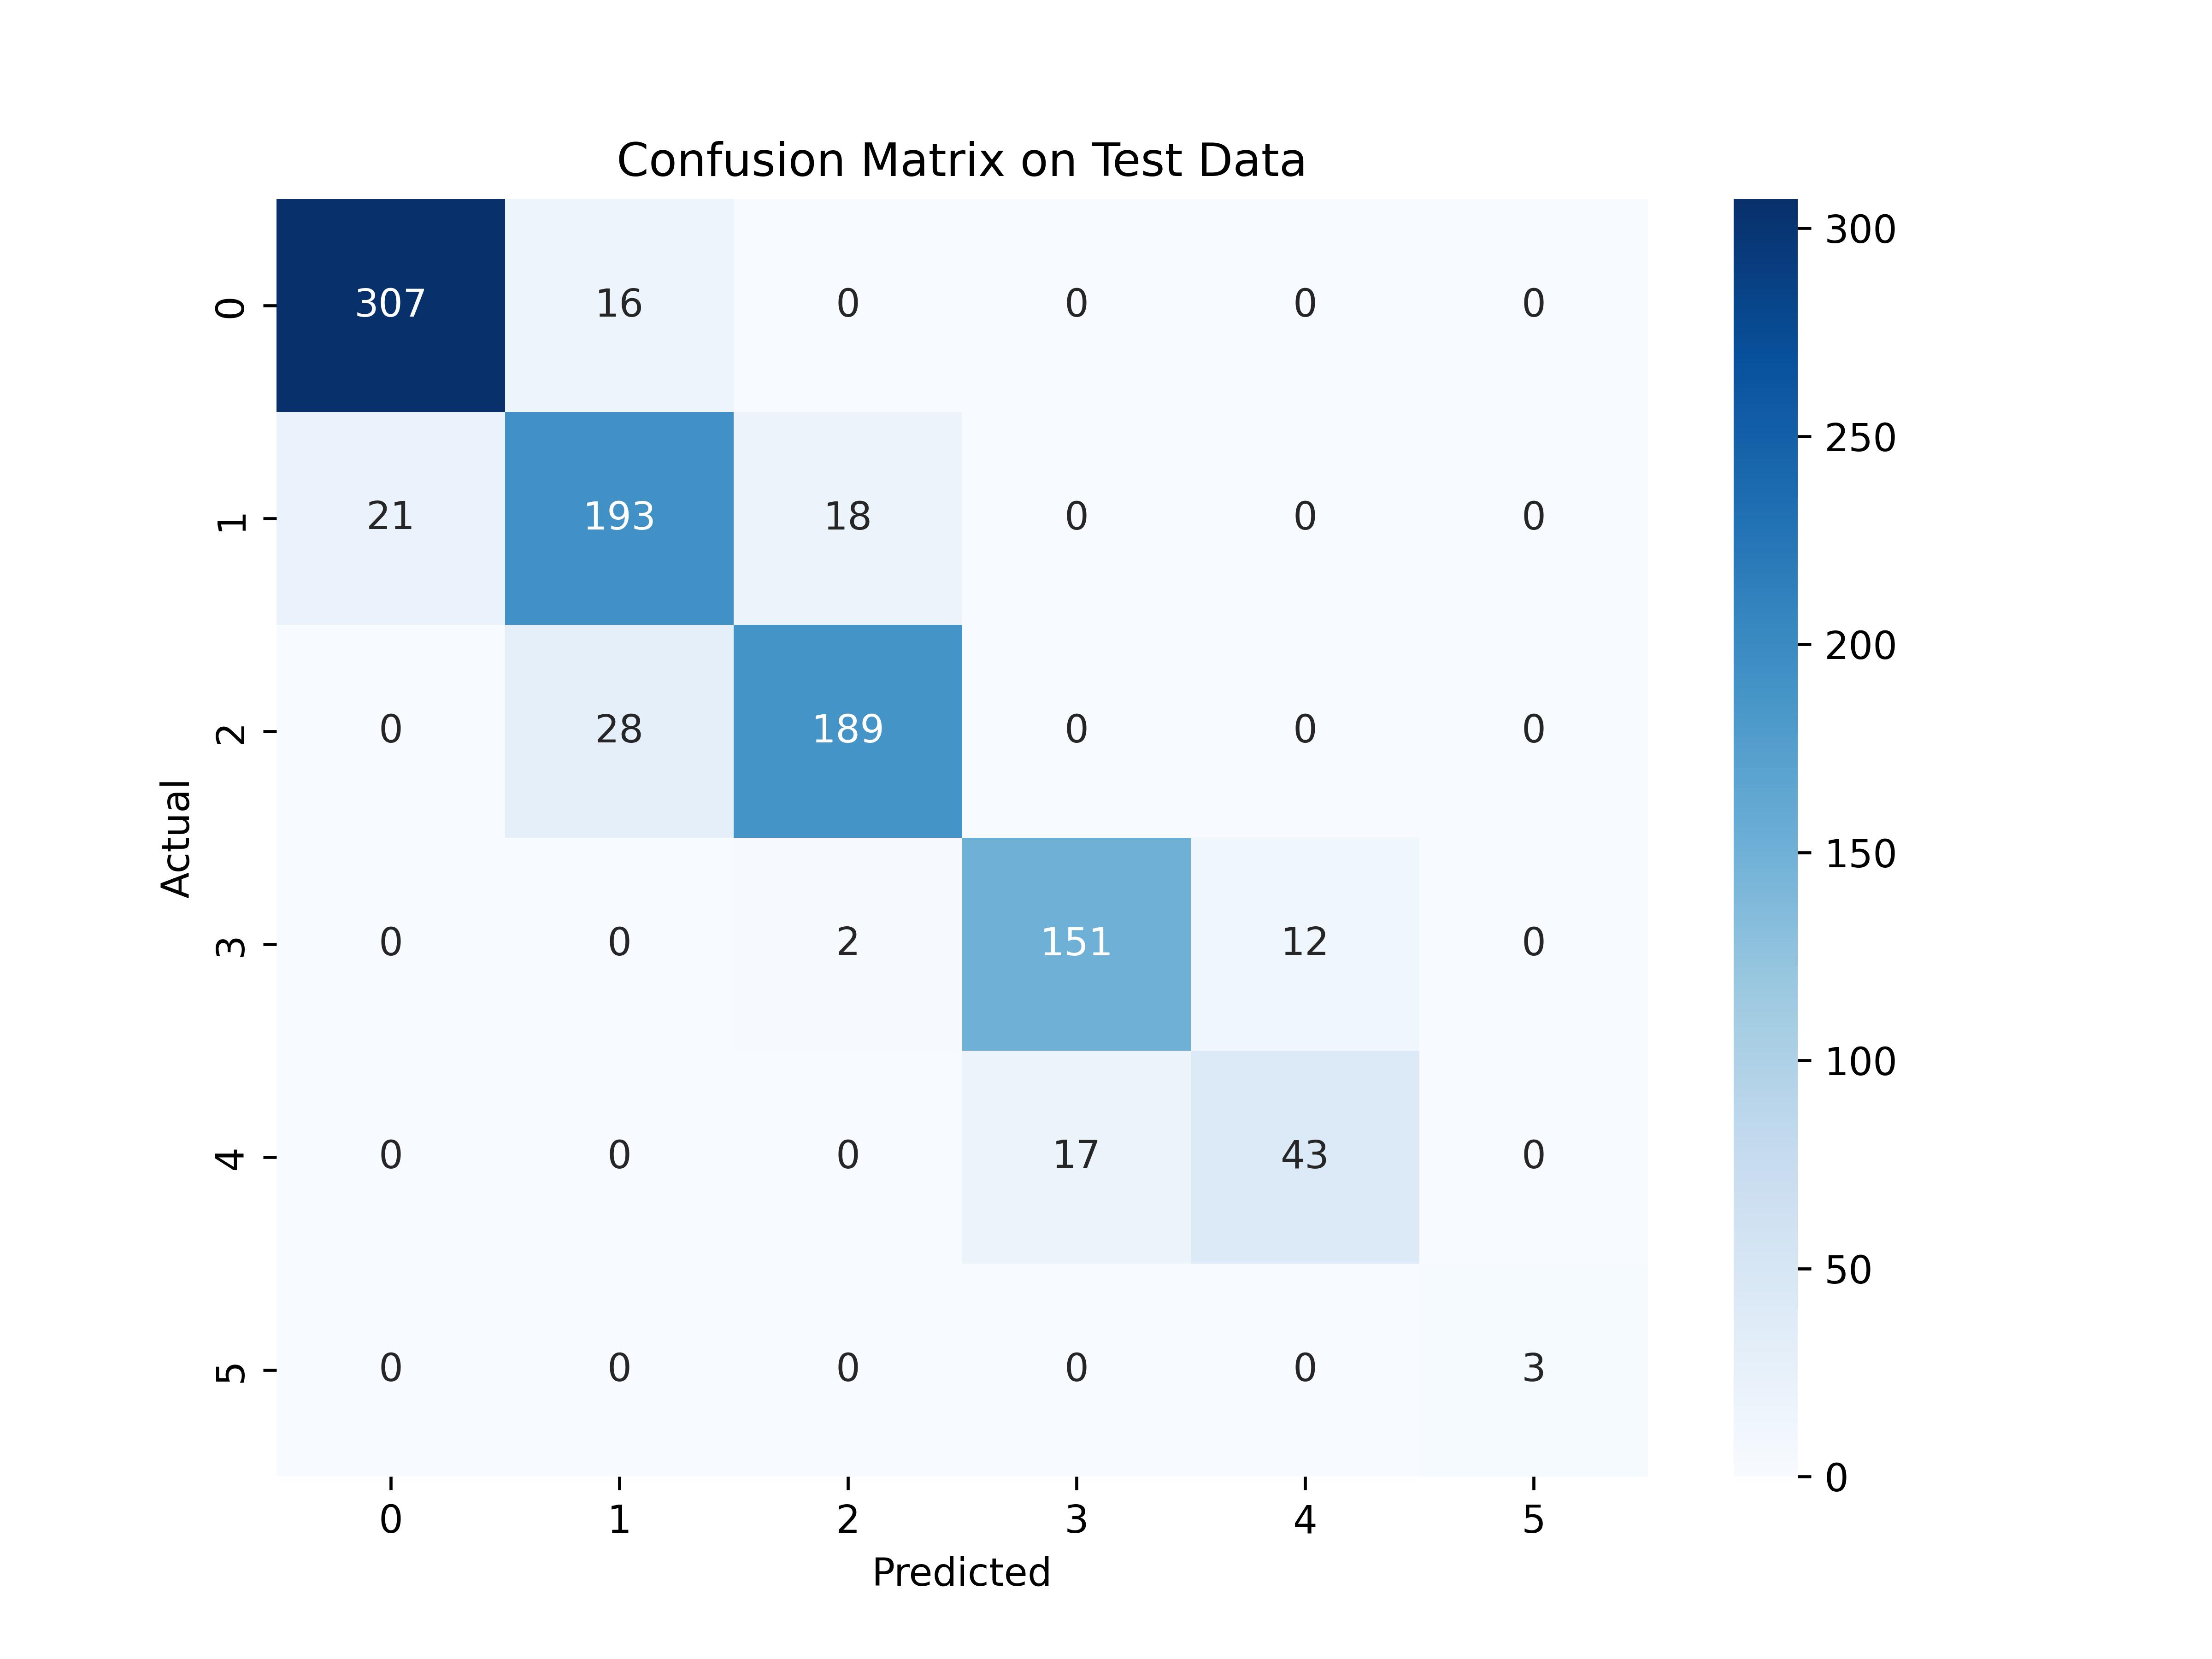 Confusion Matrix on Test Data
0 307 16 0 0 0 0
1 21 193 18 0 0 0
2 0 28 189 0 0 0
3 0 0 2 151 12 0
4 0 0 0 17 43 0
5 0 0 0 0 0 3
0 1 2 3 4 5
Predicted
Actual
300
250
200
150
100
50
0